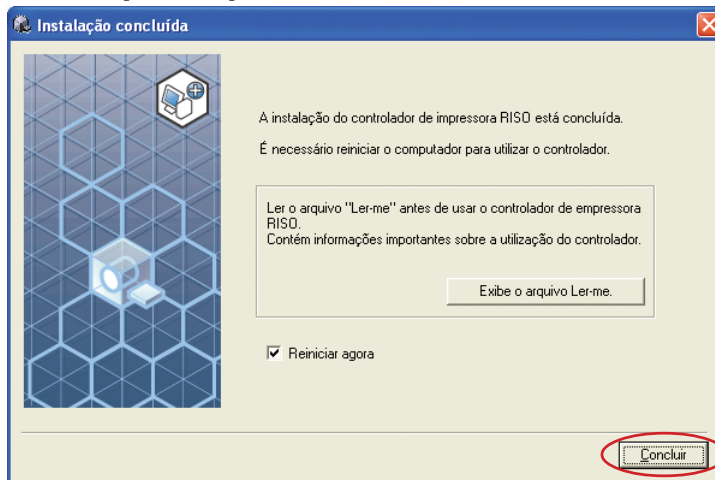 Instalação concluída
A instalação do controlador de impressora RISO está concluída.
É necessário reiniciar o computador para utilizar o controlador.
Ler o arquivo "Ler-me" antes de usar o controlador de empressora
RISO.
Contém informações importantes sobre a utilização do controlador.
Exibe o arquivo Ler-me.
Reiniciar agora
Concluir